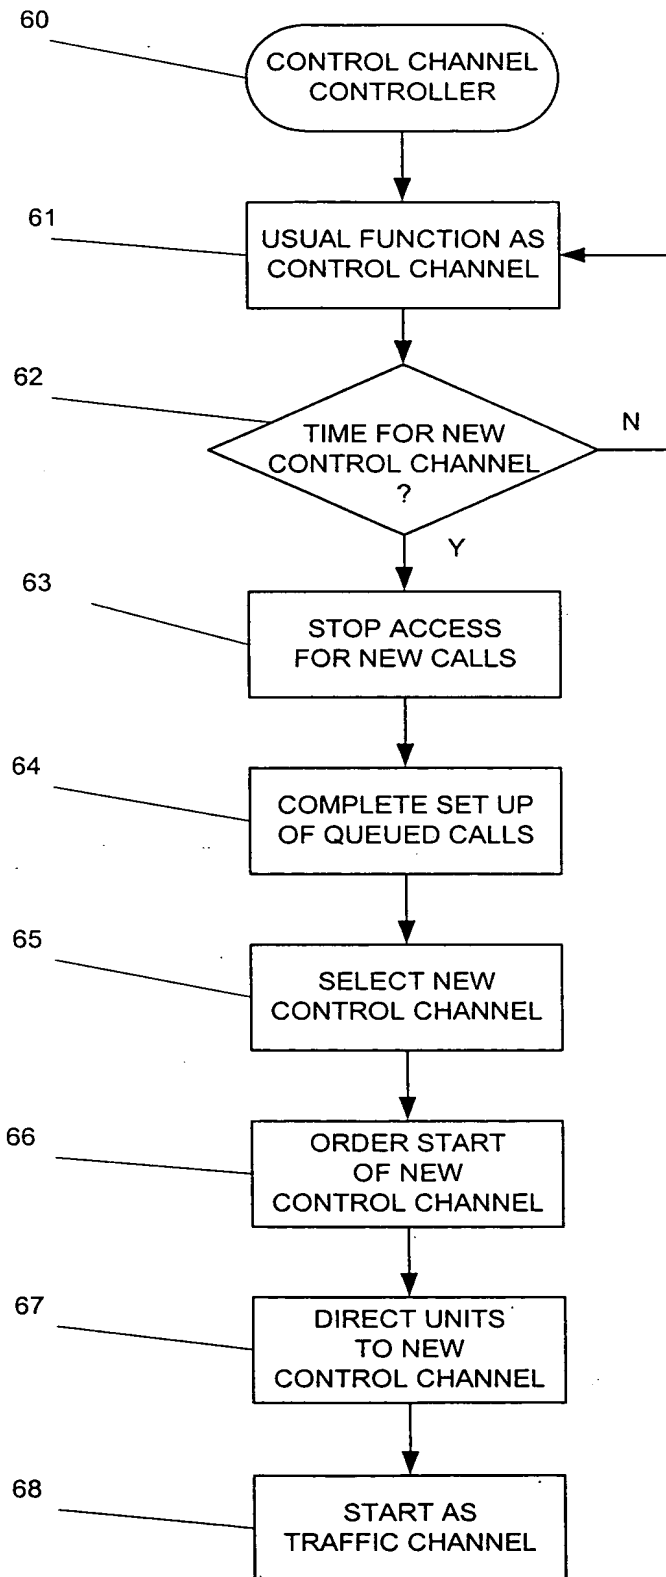 60
CONTROL CHANNEL
CONTROLLER
61
USUAL FUNCTION AS
CONTROL CHANNEL
62
TIME FOR NEW
CONTROL CHANNEL
?
N
Y
63
STOP ACCESS
FOR NEW CALLS
64
COMPLETE SET UP
OF QUEUED CALLS
65
SELECT NEW
CONTROL CHANNEL
66
ORDER START
OF NEW
CONTROL CHANNEL
67
DIRECT UNITS
TO NEW
CONTROL CHANNEL
68
START AS
TRAFFIC CHANNEL